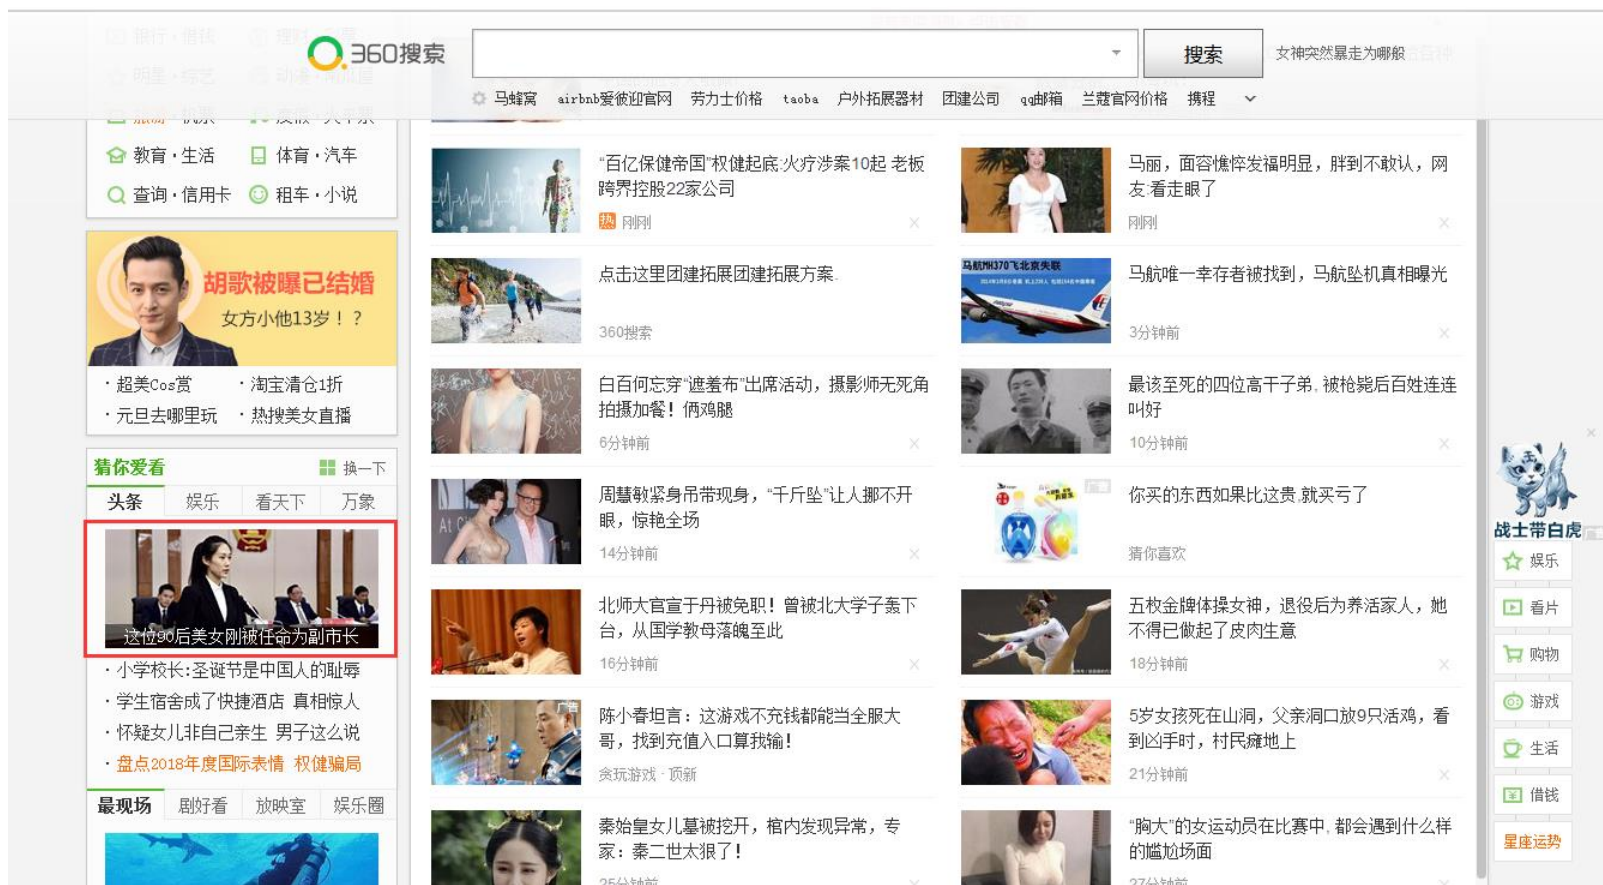 360搜索
搜索
女神突然暴走为哪般
马蜂窝 airbnb爱彼迎官网 劳力士价格 taoba 户外拓展器材 团建公司 qq邮箱 兰蔻官网价格 携程
教育·生活 体育·汽车
查询·信用卡 租车·小说
胡歌被曝已结婚
女方小他13岁！？
·超美Cos赏 ·淘宝清仓1折
·元旦去哪里玩 ·热搜美女直播
猜你爱看 换一下
头条 娱乐 看天下 万象
这位90后美女刚被任命为副市长
·小学校长:圣诞节是中国人的耻辱
·学生宿舍成了快捷酒店 真相惊人
·怀疑女儿非自己亲生 男子这么说
·盘点2018年度国际表情 权健骗局
最现场 剧好看 放映室 娱乐圈
“百亿保健帝国”权健起底:火疗涉案10起 老板
跨界控股22家公司
热 刚刚
点击这里团建拓展团建拓展方案.
360搜索
白百何忘穿“遮羞布”出席活动，摄影师无死角
拍摄加餐！俩鸡腿
6分钟前
周慧敏紧身吊带现身，“千斤坠”让人挪不开
眼，惊艳全场
14分钟前
北师大官宣于丹被免职！曾被北大学子轰下
台，从国学教母落魄至此
16分钟前
广告
陈小春坦言：这游戏不充钱都能当全服大
哥，找到充值入口算我输！
贪玩游戏·顶新
秦始皇女儿墓被挖开，棺内发现异常，专
家：秦二世太狠了！
25分钟前
马丽，面容憔悴发福明显，胖到不敢认，网
友:看走眼了
刚刚
马航MH370飞北京失联
马航唯一幸存者被找到，马航坠机真相曝光
3分钟前
最该至死的四位高干子弟, 被枪毙后百姓连连
叫好
10分钟前
广告
你买的东西如果比这贵,就买亏了
猜你喜欢
五枚金牌体操女神，退役后为养活家人，她
不得已做起了皮肉生意
18分钟前
5岁女孩死在山洞，父亲洞口放9只活鸡，看
到凶手时，村民瘫地上
21分钟前
“胸大”的女运动员在比赛中, 都会遇到什么样
的尴尬场面
27分钟前
战士带白虎
娱乐
看片
购物
游戏
生活
借钱
星座运势